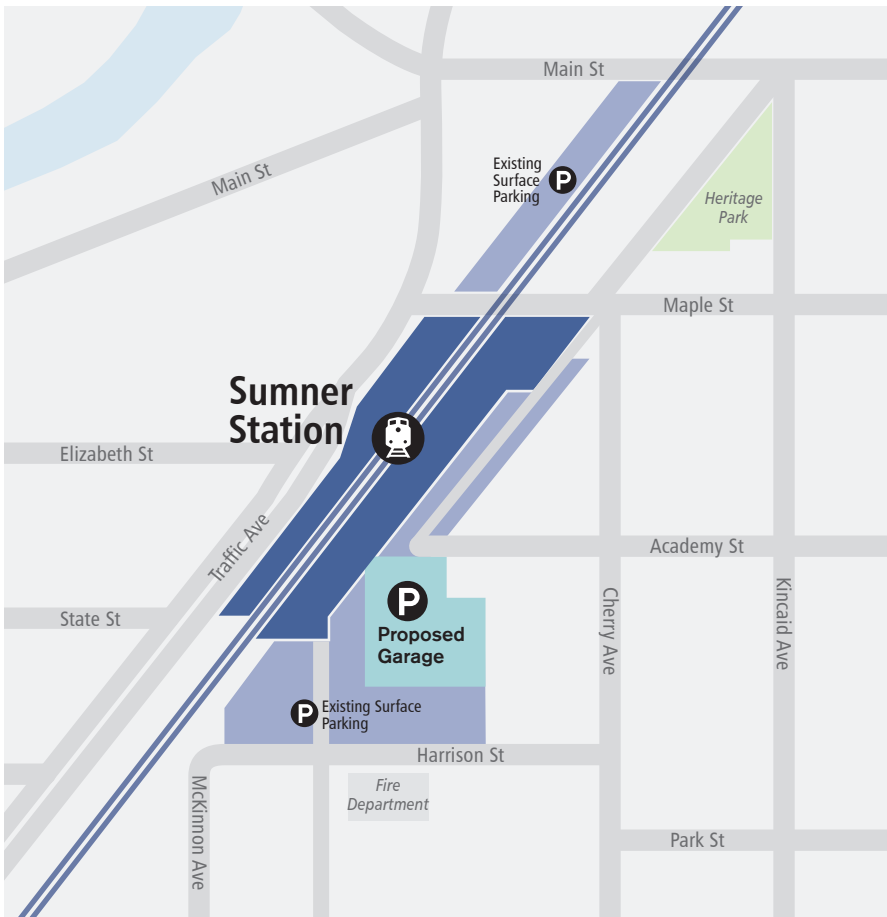 Main St
Main St
Existing
Surface
Parking
P
Heritage
Park
Maple St
Sumner
Station
Elizabeth St
Traffic Ave
Academy St
State St
P
Proposed
Garage
Cherry Ave
Kincaid Ave
P
Existing Surface
Parking
Harrison St
McKinnon Ave
Fire
Department
Park St